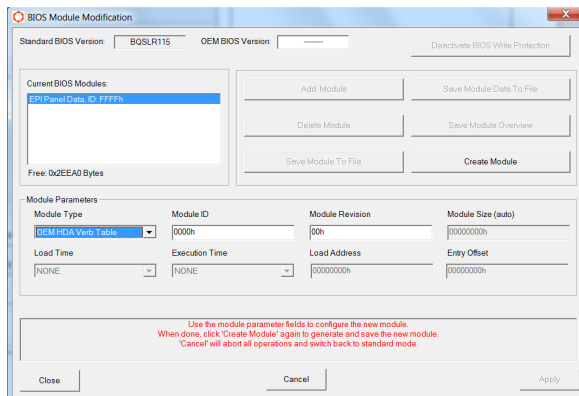 BIOS Module Modification
Standard BIOS Version: BQSLR115 OEM BIOS Version: --------
Deactivate BIOS Write Protection
Current BIOS Modules:
EPI Panel Data, ID: FFFFh
Free: 0x2EEA0 Bytes
Add Module Save Module Data To File
Delete Module Save Module Overview
Save Module To File Create Module
Module Parameters
Module Type Module ID Module Revision Module Size (auto)
OEM HDA Verb Table 0000h 00h 00000000h
Load Time Execution Time Load Address Entry Offset
NONE NONE 00000000h 00000000h
Use the module parameter fields to configure the new module.
When done, click 'Create Module' again to generate and save the new module.
'Cancel' will abort all operations and switch back to standard mode.
Close Cancel Apply